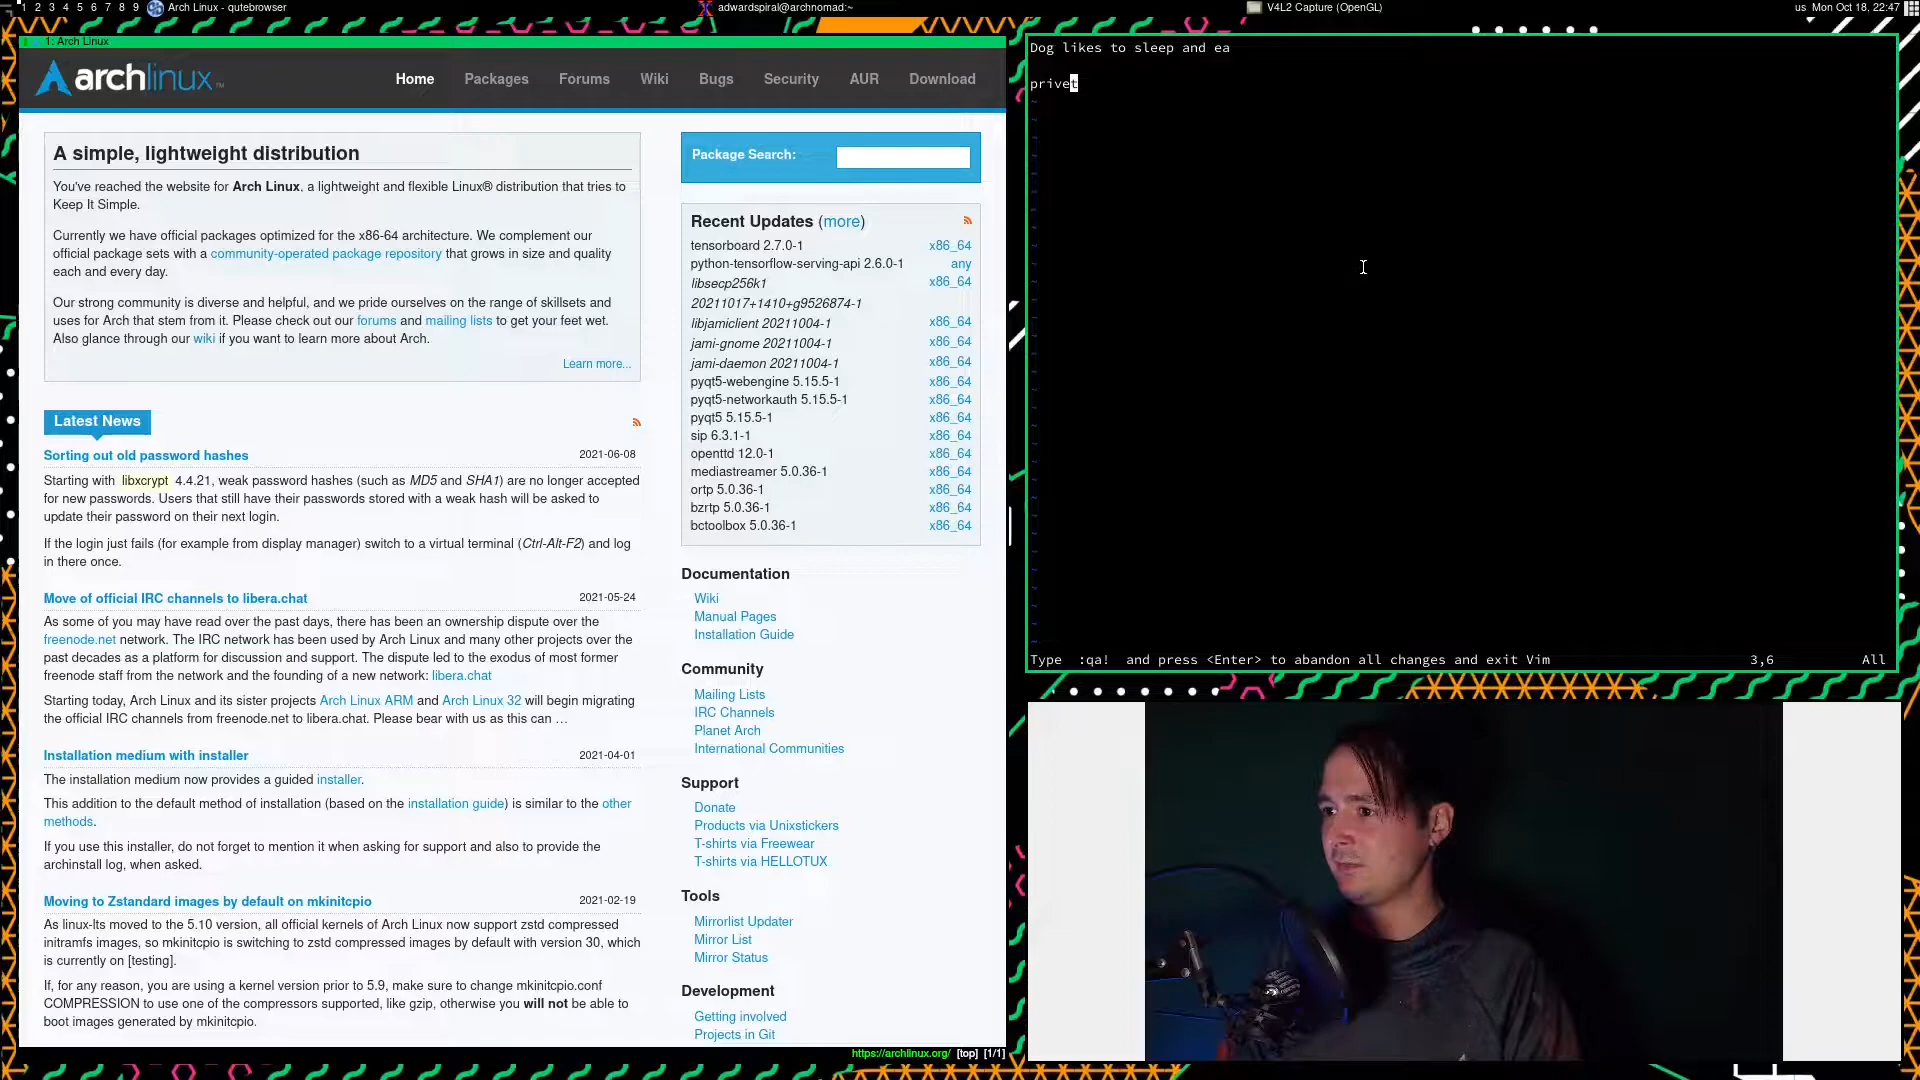 1 2 3 4 5 6 7 8 9 Arch Linux - qutebrowser
adwardspiral@archnomad:~
V4L2 Capture (OpenGL)
us Mon Oct 18, 22:47
1: Arch Linux
archlinux™
Home Packages Forums Wiki Bugs Security AUR Download
A simple, lightweight distribution
You've reached the website for Arch Linux, a lightweight and flexible Linux® distribution that tries to
Keep It Simple.
Currently we have official packages optimized for the x86-64 architecture. We complement our
official package sets with a community-operated package repository that grows in size and quality
each and every day.
Our strong community is diverse and helpful, and we pride ourselves on the range of skillsets and
uses for Arch that stem from it. Please check out our forums and mailing lists to get your feet wet.
Also glance through our wiki if you want to learn more about Arch.
Learn more...
Latest News
Sorting out old password hashes 2021-06-08
Starting with libxcrypt 4.4.21, weak password hashes (such as MD5 and SHA1) are no longer accepted
for new passwords. Users that still have their passwords stored with a weak hash will be asked to
update their password on their next login.
If the login just fails (for example from display manager) switch to a virtual terminal (Ctrl-Alt-F2) and log
in there once.
Move of official IRC channels to libera.chat 2021-05-24
As some of you may have read over the past days, there has been an ownership dispute over the
freenode.net network. The IRC network has been used by Arch Linux and many other projects over the
past decades as a platform for discussion and support. The dispute led to the exodus of most former
freenode staff from the network and the founding of a new network: libera.chat
Starting today, Arch Linux and its sister projects Arch Linux ARM and Arch Linux 32 will begin migrating
the official IRC channels from freenode.net to libera.chat. Please bear with us as this can …
Installation medium with installer 2021-04-01
The installation medium now provides a guided installer.
This addition to the default method of installation (based on the installation guide) is similar to the other
methods.
If you use this installer, do not forget to mention it when asking for support and also to provide the
archinstall log, when asked.
Moving to Zstandard images by default on mkinitcpio 2021-02-19
As linux-lts moved to the 5.10 version, all official kernels of Arch Linux now support zstd compressed
initramfs images, so mkinitcpio is switching to zstd compressed images by default with version 30, which
is currently on [testing].
If, for any reason, you are using a kernel version prior to 5.9, make sure to change mkinitcpio.conf
COMPRESSION to use one of the compressors supported, like gzip, otherwise you will not be able to
boot images generated by mkinitcpio.
Package Search:
Recent Updates (more)
tensorboard 2.7.0-1 x86_64
python-tensorflow-serving-api 2.6.0-1 any
libsecp256k1 x86_64
20211017+1410+g9526874-1
libjamiclient 20211004-1 x86_64
jami-gnome 20211004-1 x86_64
jami-daemon 20211004-1 x86_64
pyqt5-webengine 5.15.5-1 x86_64
pyqt5-networkauth 5.15.5-1 x86_64
pyqt5 5.15.5-1 x86_64
sip 6.3.1-1 x86_64
openttd 12.0-1 x86_64
mediastreamer 5.0.36-1 x86_64
ortp 5.0.36-1 x86_64
bzrtp 5.0.36-1 x86_64
bctoolbox 5.0.36-1 x86_64
Documentation
Wiki
Manual Pages
Installation Guide
Community
Mailing Lists
IRC Channels
Planet Arch
International Communities
Support
Donate
Products via Unixstickers
T-shirts via Freewear
T-shirts via HELLOTUX
Tools
Mirrorlist Updater
Mirror List
Mirror Status
Development
Getting involved
Projects in Git
https://archlinux.org/ [top] [1/1]
Dog likes to sleep and ea
privet
Type :qa! and press <Enter> to abandon all changes and exit Vim 3,6 All